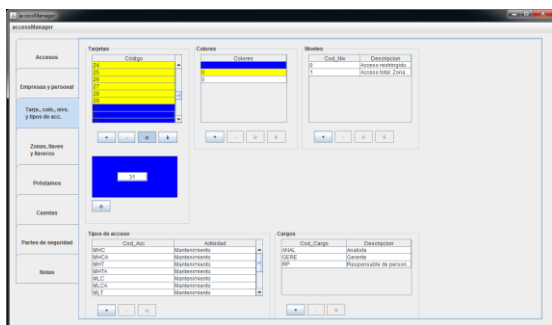 accessManager
accessManager
Accesos
Empresas y personal
Tarjs., cols., nivs.
y tipos de acc.
Zonas, llaves
y llaveros
Préstamos
Cuentas
Partes de seguridad
Notas
Tarjetas
Código
24
25
26
27
28
29
31
Colores
Colores
0
0
Niveles
Cod_Niv Descripcion
0 Acceso restringido...
1 Acceso total: Zona...
Tipos de acceso
Cod_Acc Actividad
MHC Mantenimiento
MHCA Mantenimiento
MHT Mantenimiento
MHTA Mantenimiento
MLC Mantenimiento
MLCA Mantenimiento
MLT Mantenimiento
Cargos
Cod_Cargo Descripcion
ANAL Analista
GERE Gerente
RP Responsable de person...